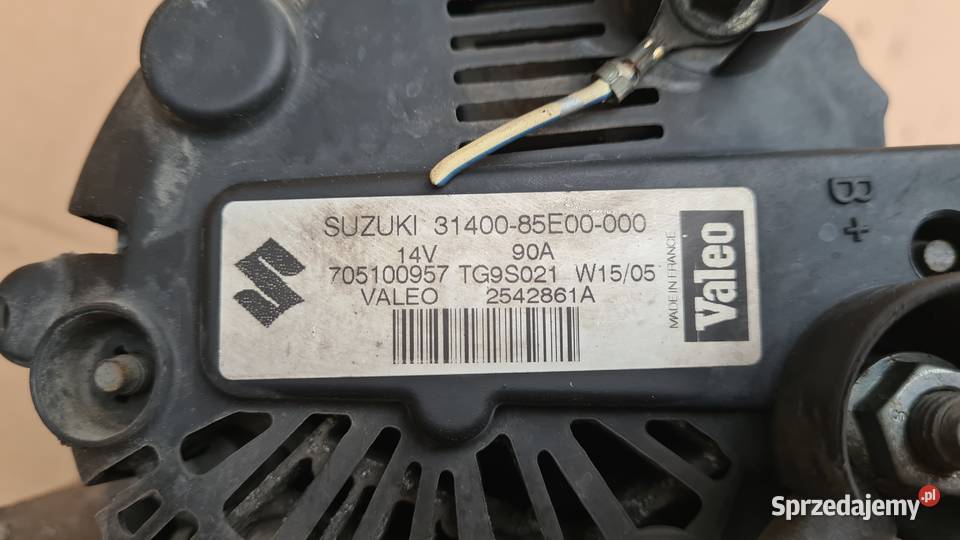 SUZUKI 31400-85E00-000
14V 90A
705100957 TG9S021 W15/05
VALEO 2542861A
MADE IN FRANCE
Valeo
B+
Sprzedajemy.pl